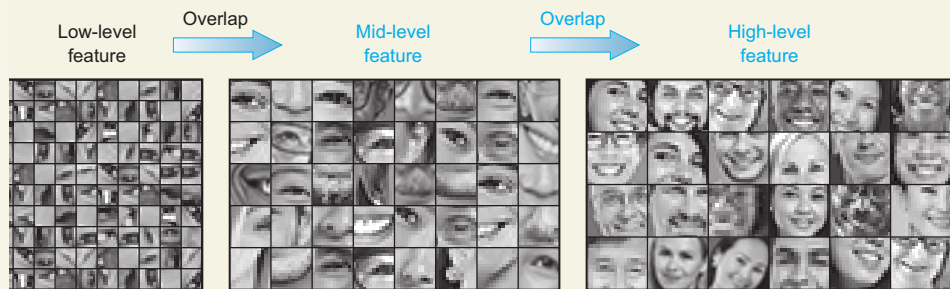 Overlap
Overlap
Low-level
feature
Mid-level
feature
High-level
feature